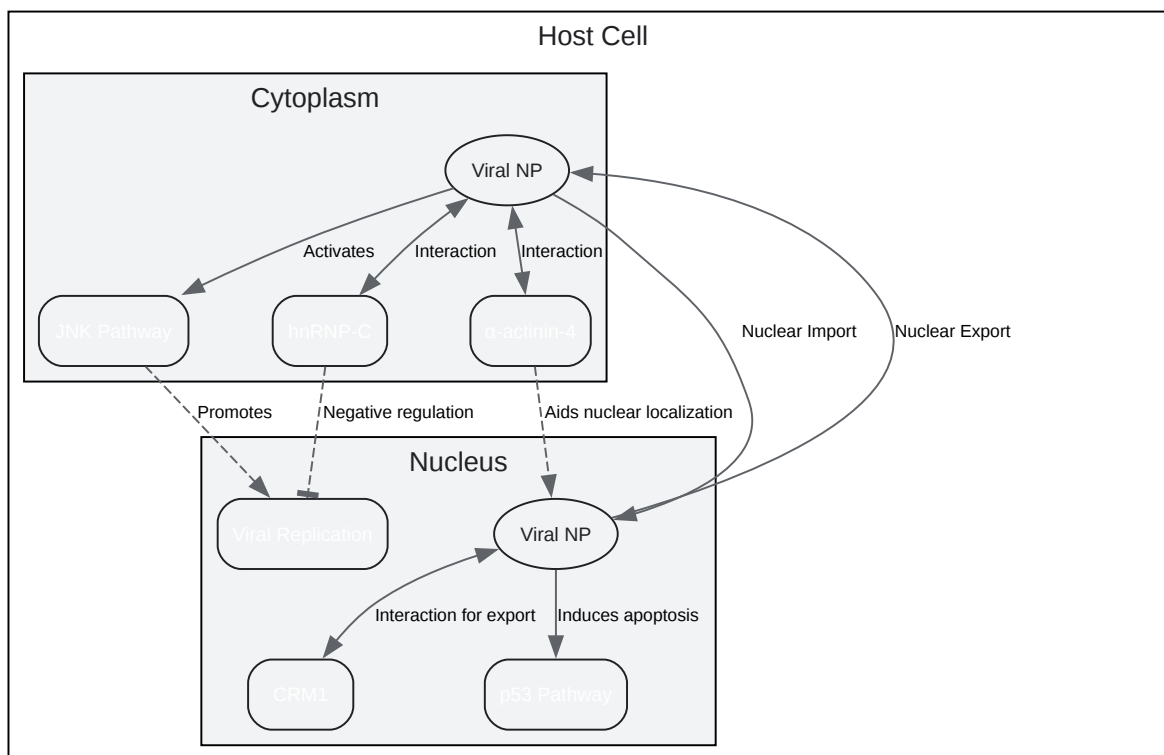 Host Cell
Cytoplasm
Viral NP
Activates
Interaction
Interaction
JNK Pathway
hnRNP-C
α-actinin-4
Nuclear Import
Nuclear Export
Promotes
Negative regulation
Aids nuclear localization
Nucleus
Viral Replication
Viral NP
Interaction for export
Induces apoptosis
CRM1
p53 Pathway